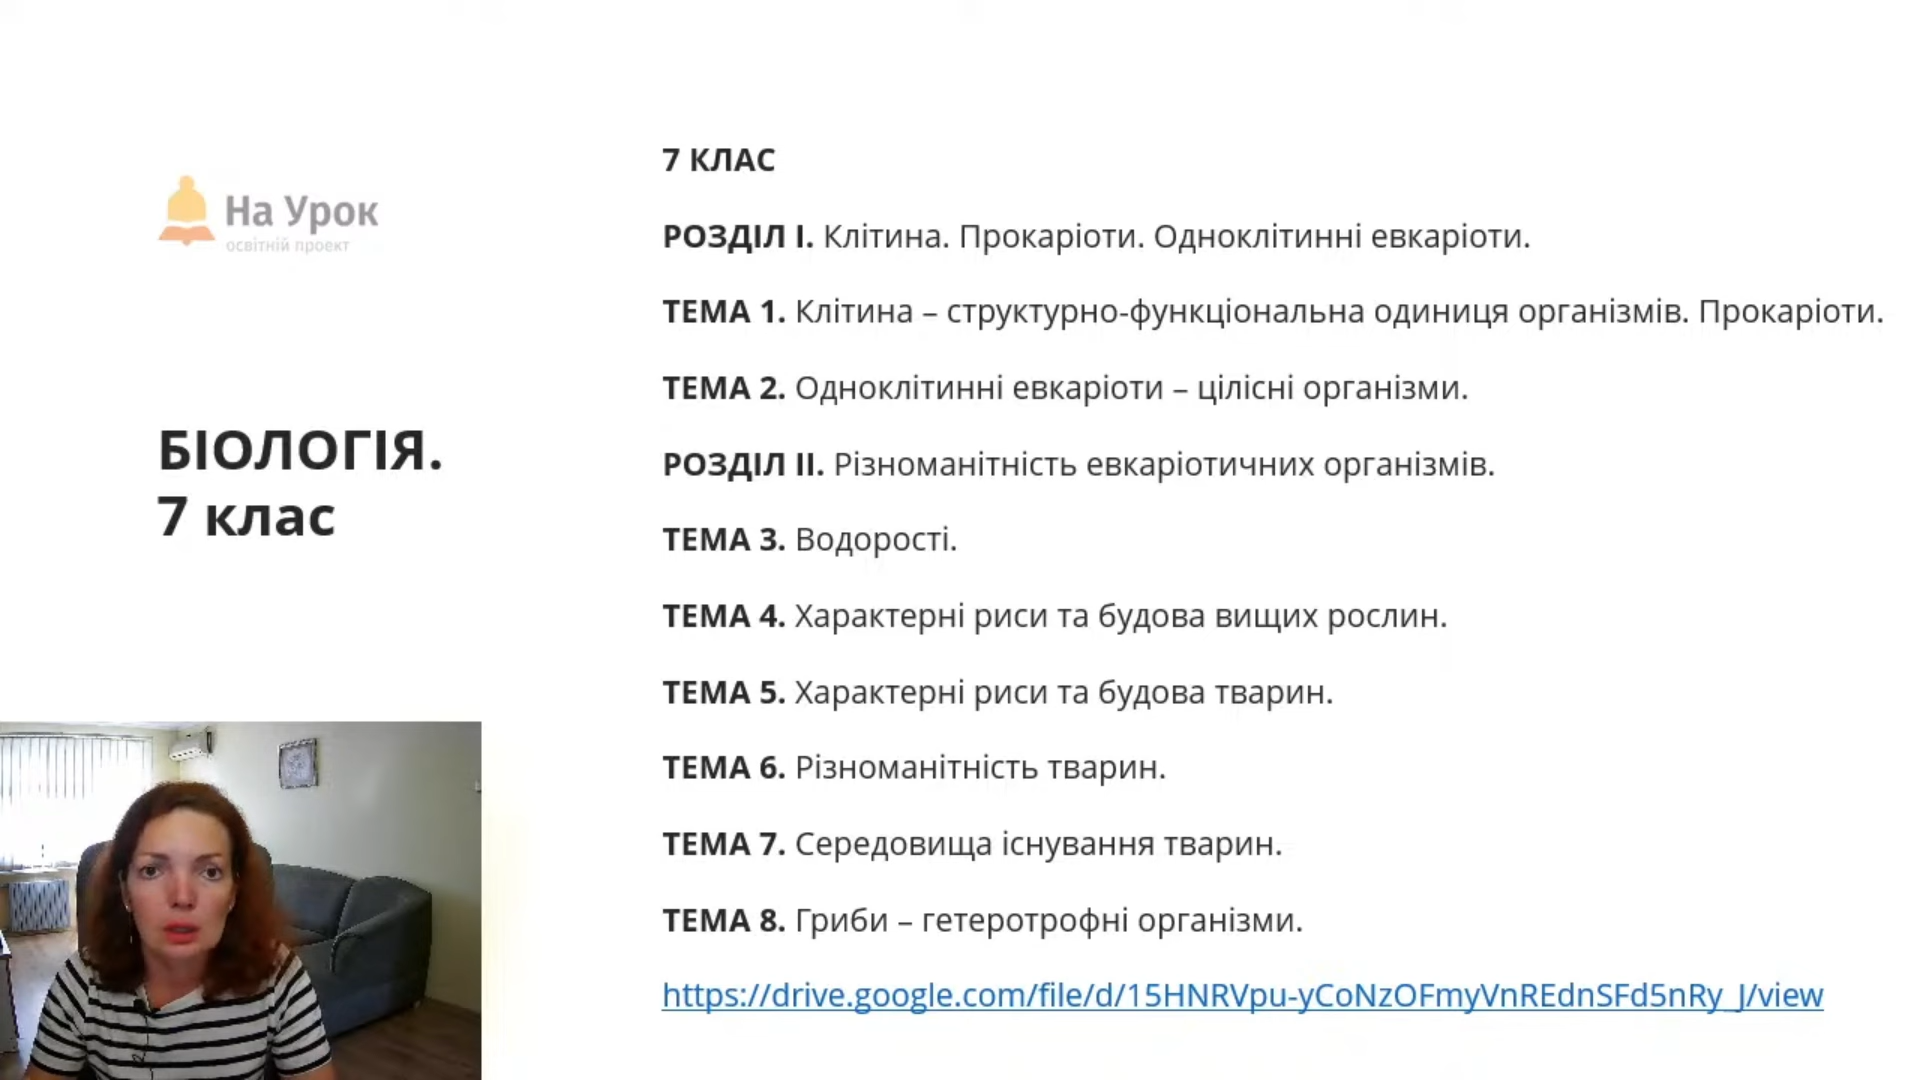 На Урок
освітній проект
БІОЛОГІЯ.
7 клас
7 КЛАС
РОЗДІЛ І. Клітина. Прокаріоти. Одноклітинні евкаріоти.
ТЕМА 1. Клітина – структурно-функціональна одиниця організмів. Прокаріоти.
ТЕМА 2. Одноклітинні евкаріоти – цілісні організми.
РОЗДІЛ ІІ. Різноманітність евкаріотичних організмів.
ТЕМА 3. Водорості.
ТЕМА 4. Характерні риси та будова вищих рослин.
ТЕМА 5. Характерні риси та будова тварин.
ТЕМА 6. Різноманітність тварин.
ТЕМА 7. Середовища існування тварин.
ТЕМА 8. Гриби – гетеротрофні організми.
https://drive.google.com/file/d/15HNRVpu-yCoNzOFmyVnREdnSFd5nRy_J/view